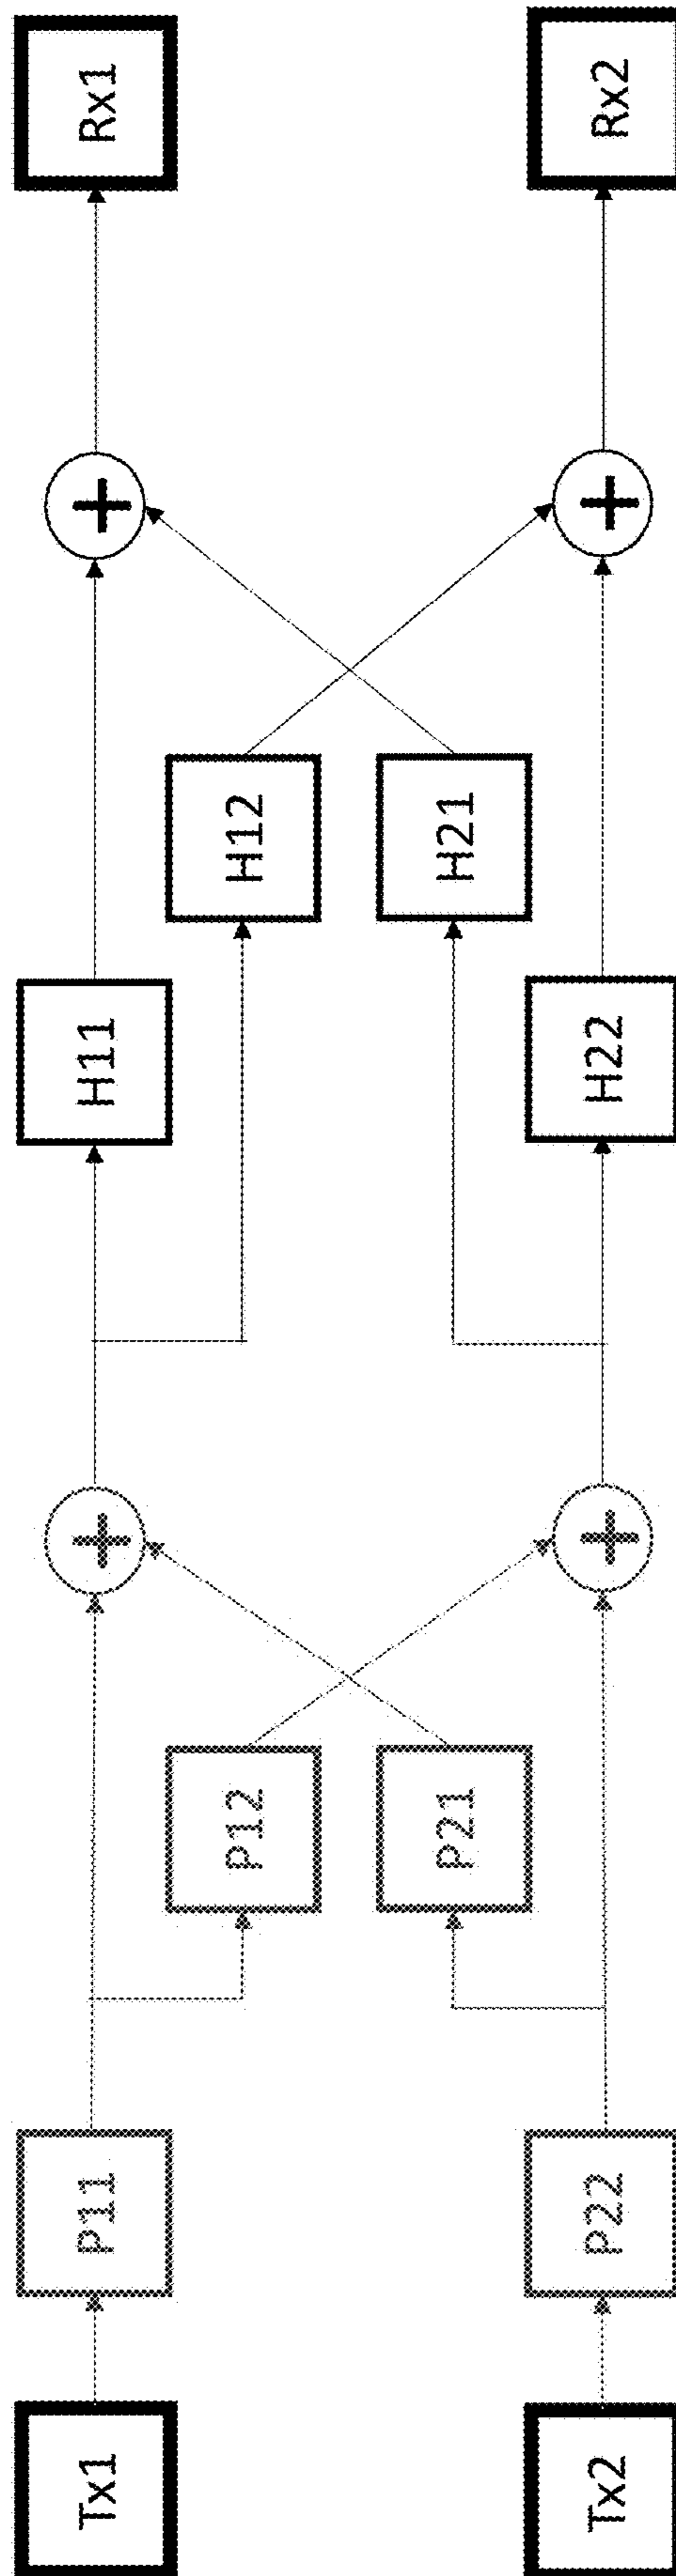 Tx1
P11
P12
+
H11
H12
+
Rx1
Tx2
P22
P21
+
H22
H21
+
Rx2